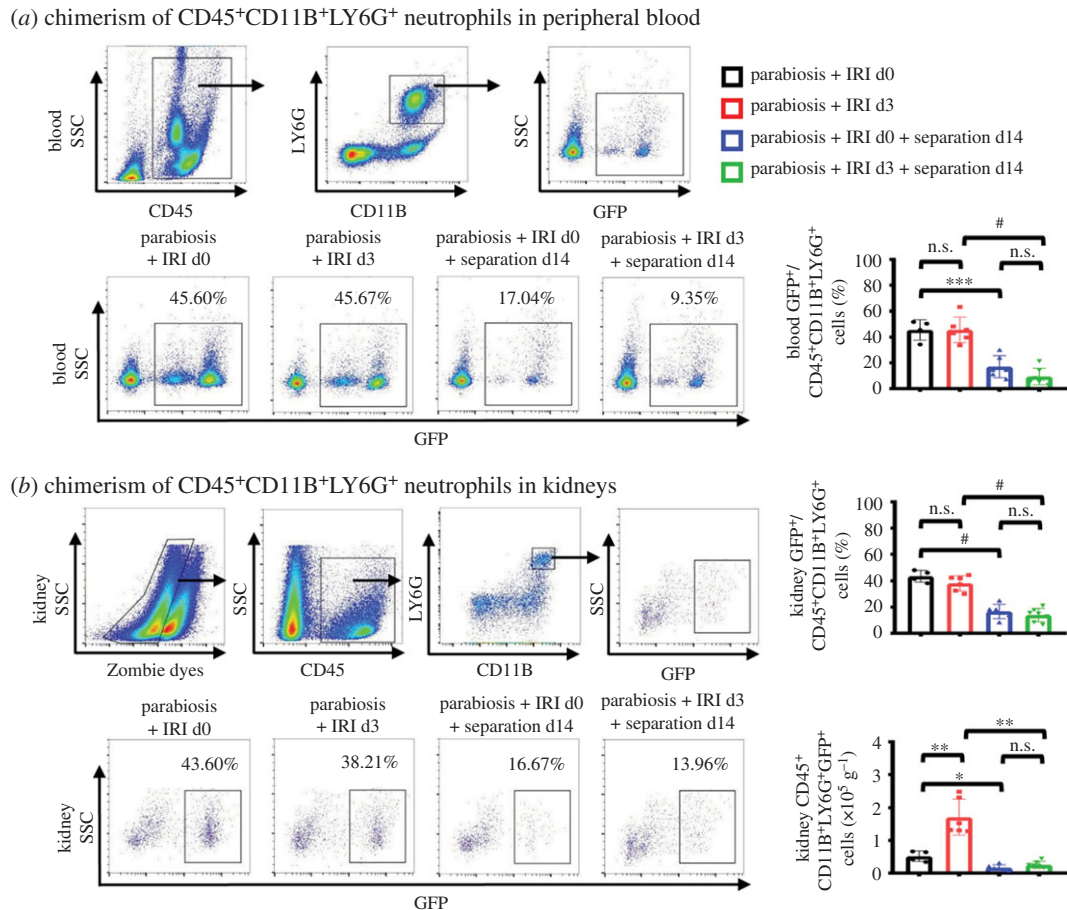 (a) chimerism of CD45⁺CD11B⁺LY6G⁺ neutrophils in peripheral blood
blood
SSC
CD45
LY6G
CD11B
SSC
GFP
parabiosis + IRI d0
parabiosis + IRI d3
parabiosis + IRI d0 + separation d14
parabiosis + IRI d3 + separation d14
parabiosis
+ IRI d0
parabiosis
+ IRI d3
parabiosis + IRI d0
+ separation d14
parabiosis + IRI d3
+ separation d14
blood
SSC
45.60%
45.67%
17.04%
9.35%
GFP
blood GFP⁺/
CD45⁺CD11B⁺LY6G⁺
cells (%)
100
80
60
40
20
0
#
n.s.
n.s.
***
(b) chimerism of CD45⁺CD11B⁺LY6G⁺ neutrophils in kidneys
kidney
SSC
Zombie dyes
SSC
CD45
LY6G
CD11B
SSC
GFP
kidney GFP⁺/
CD45⁺CD11B⁺LY6G⁺
cells (%)
100
80
60
40
20
0
#
n.s.
n.s.
#
parabiosis
+ IRI d0
parabiosis
+ IRI d3
parabiosis + IRI d0
+ separation d14
parabiosis + IRI d3
+ separation d14
kidney
SSC
43.60%
38.21%
16.67%
13.96%
GFP
kidney CD45⁺
CD11B⁺LY6G⁺GFP⁺
cells (×10⁵ g⁻¹)
4
3
2
1
0
**
**
n.s.
*